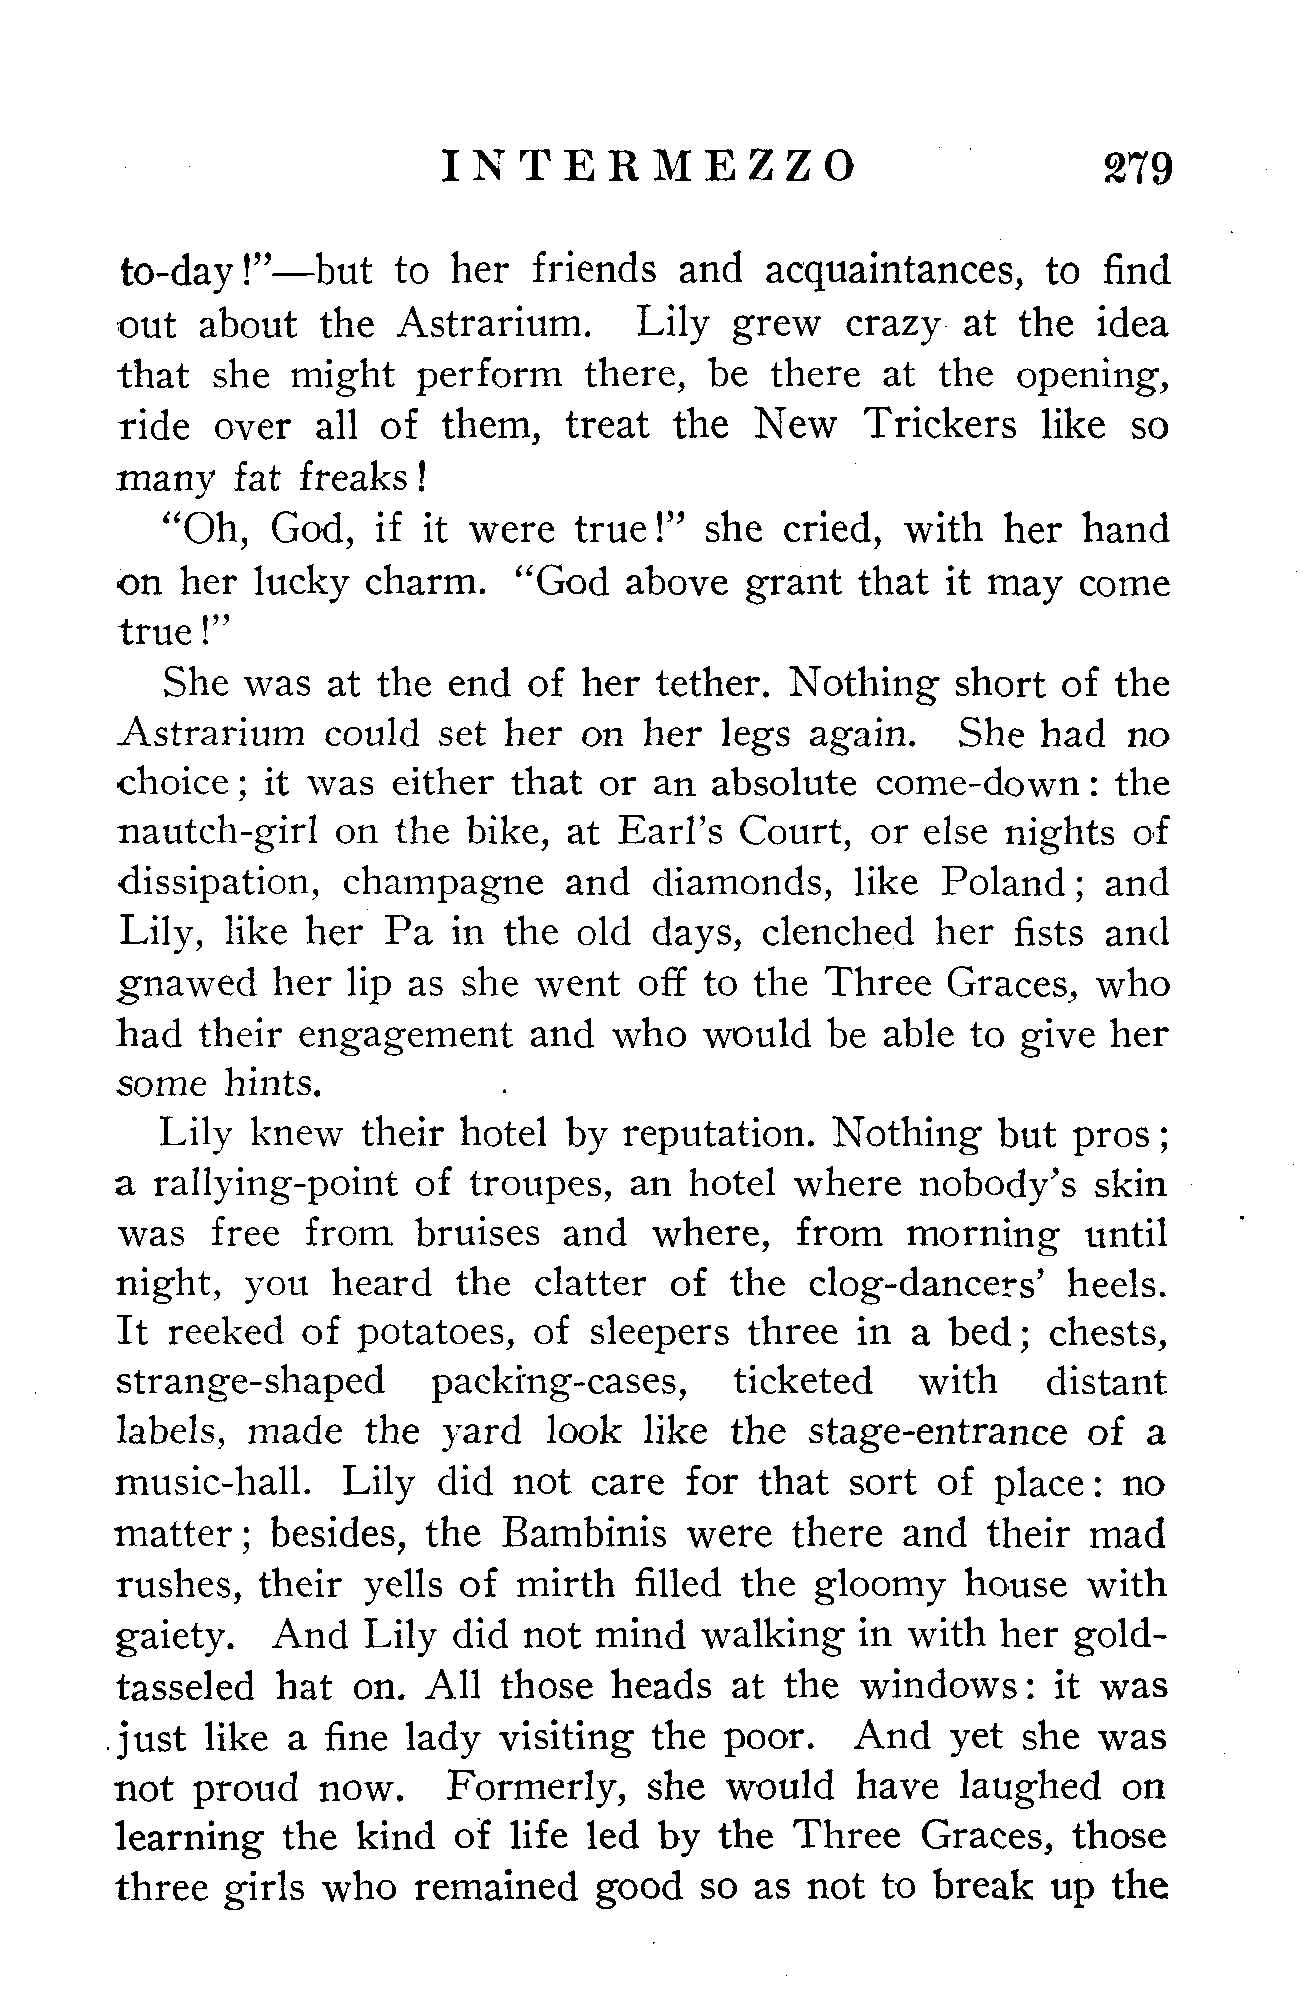 INTERMEZZO 279
to-day!"—but to her friends and acquaintances, to find
out about the Astrarium. Lily grew crazy at the idea
that she might perform there, be there at the opening,
ride over all of them, treat the New Trickers like so
many fat freaks!
"Oh, God, if it were true!" she cried, with her hand
on her lucky charm. "God above grant that it may come
true!"
She was at the end of her tether. Nothing short of the
Astrarium could set her on her legs again. She had no
choice; it was either that or an absolute come-down: the
nautch-girl on the bike, at Earl's Court, or else nights of
dissipation, champagne and diamonds, like Poland; and
Lily, like her Pa in the old days, clenched her fists and
gnawed her lip as she went off to the Three Graces, who
had their engagement and who would be able to give her
some hints.
Lily knew their hotel by reputation. Nothing but pros;
a rallying-point of troupes, an hotel where nobody's skin
was free from bruises and where, from morning until
night, you heard the clatter of the clog-dancers' heels.
It reeked of potatoes, of sleepers three in a bed; chests,
strange-shaped packing-cases, ticketed with distant
labels, made the yard look like the stage-entrance of a
music-hall. Lily did not care for that sort of place: no
matter; besides, the Bambinis were there and their mad
rushes, their yells of mirth filled the gloomy house with
gaiety. And Lily did not mind walking in with her gold-
tasseled hat on. All those heads at the windows: it was
just like a fine lady visiting the poor. And yet she was
not proud now. Formerly, she would have laughed on
learning the kind of life led by the Three Graces, those
three girls who remained good so as not to break up the